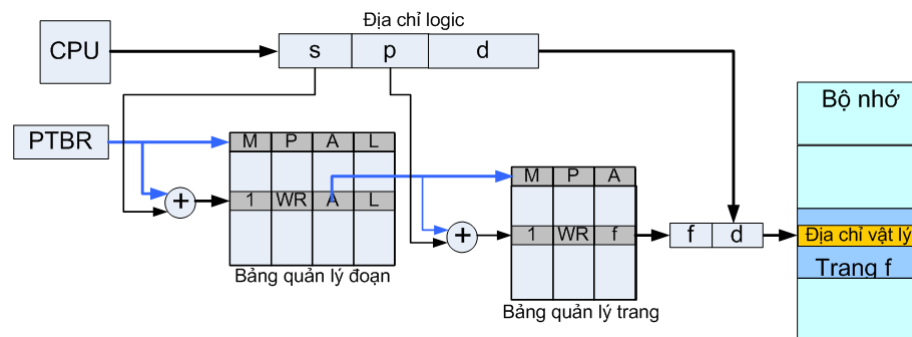 Địa chỉ logic
CPU
s p d
PTBR
M P A L
1 WR A L
Bảng quản lý đoạn
M P A
1 WR f
Bảng quản lý trang
f d
Bộ nhớ
Địa chỉ vật lý
Trang f